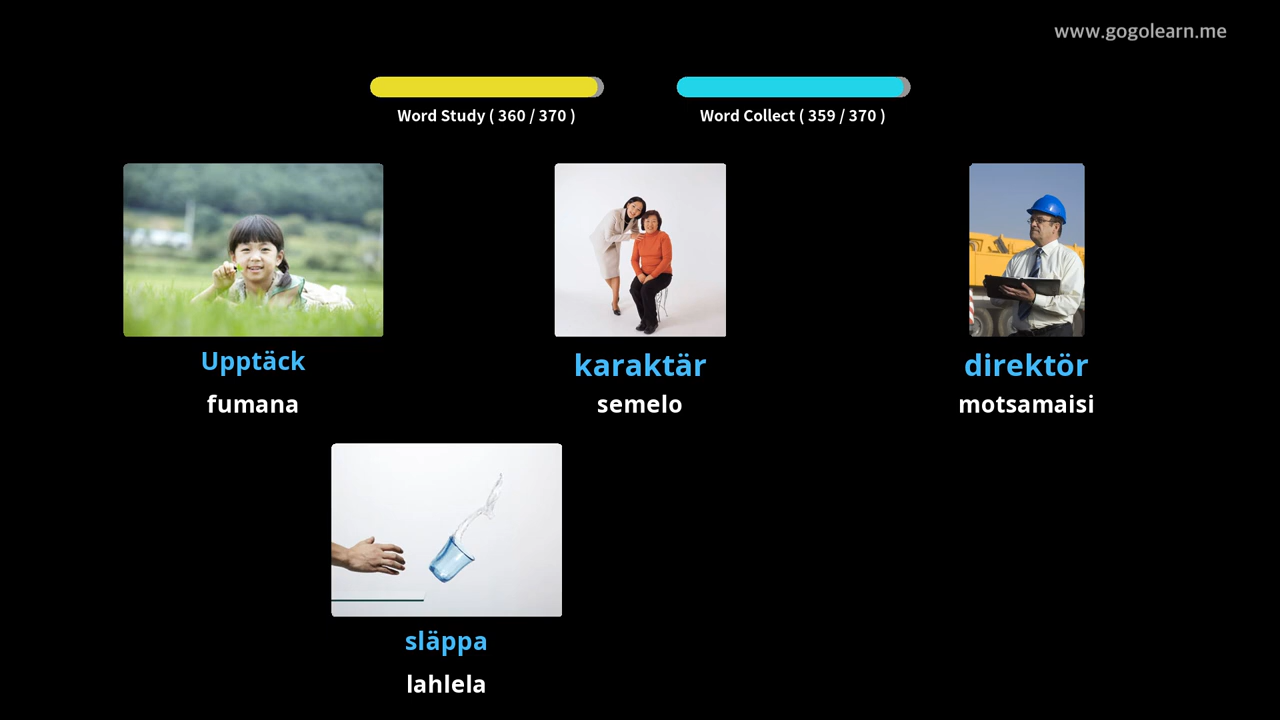 www.gogolearn.me
Word Study ( 360 / 370 )
Word Collect ( 359 / 370 )
Upptäck
fumana
karaktär
semelo
direktör
motsamaisi
släppa
lahlela